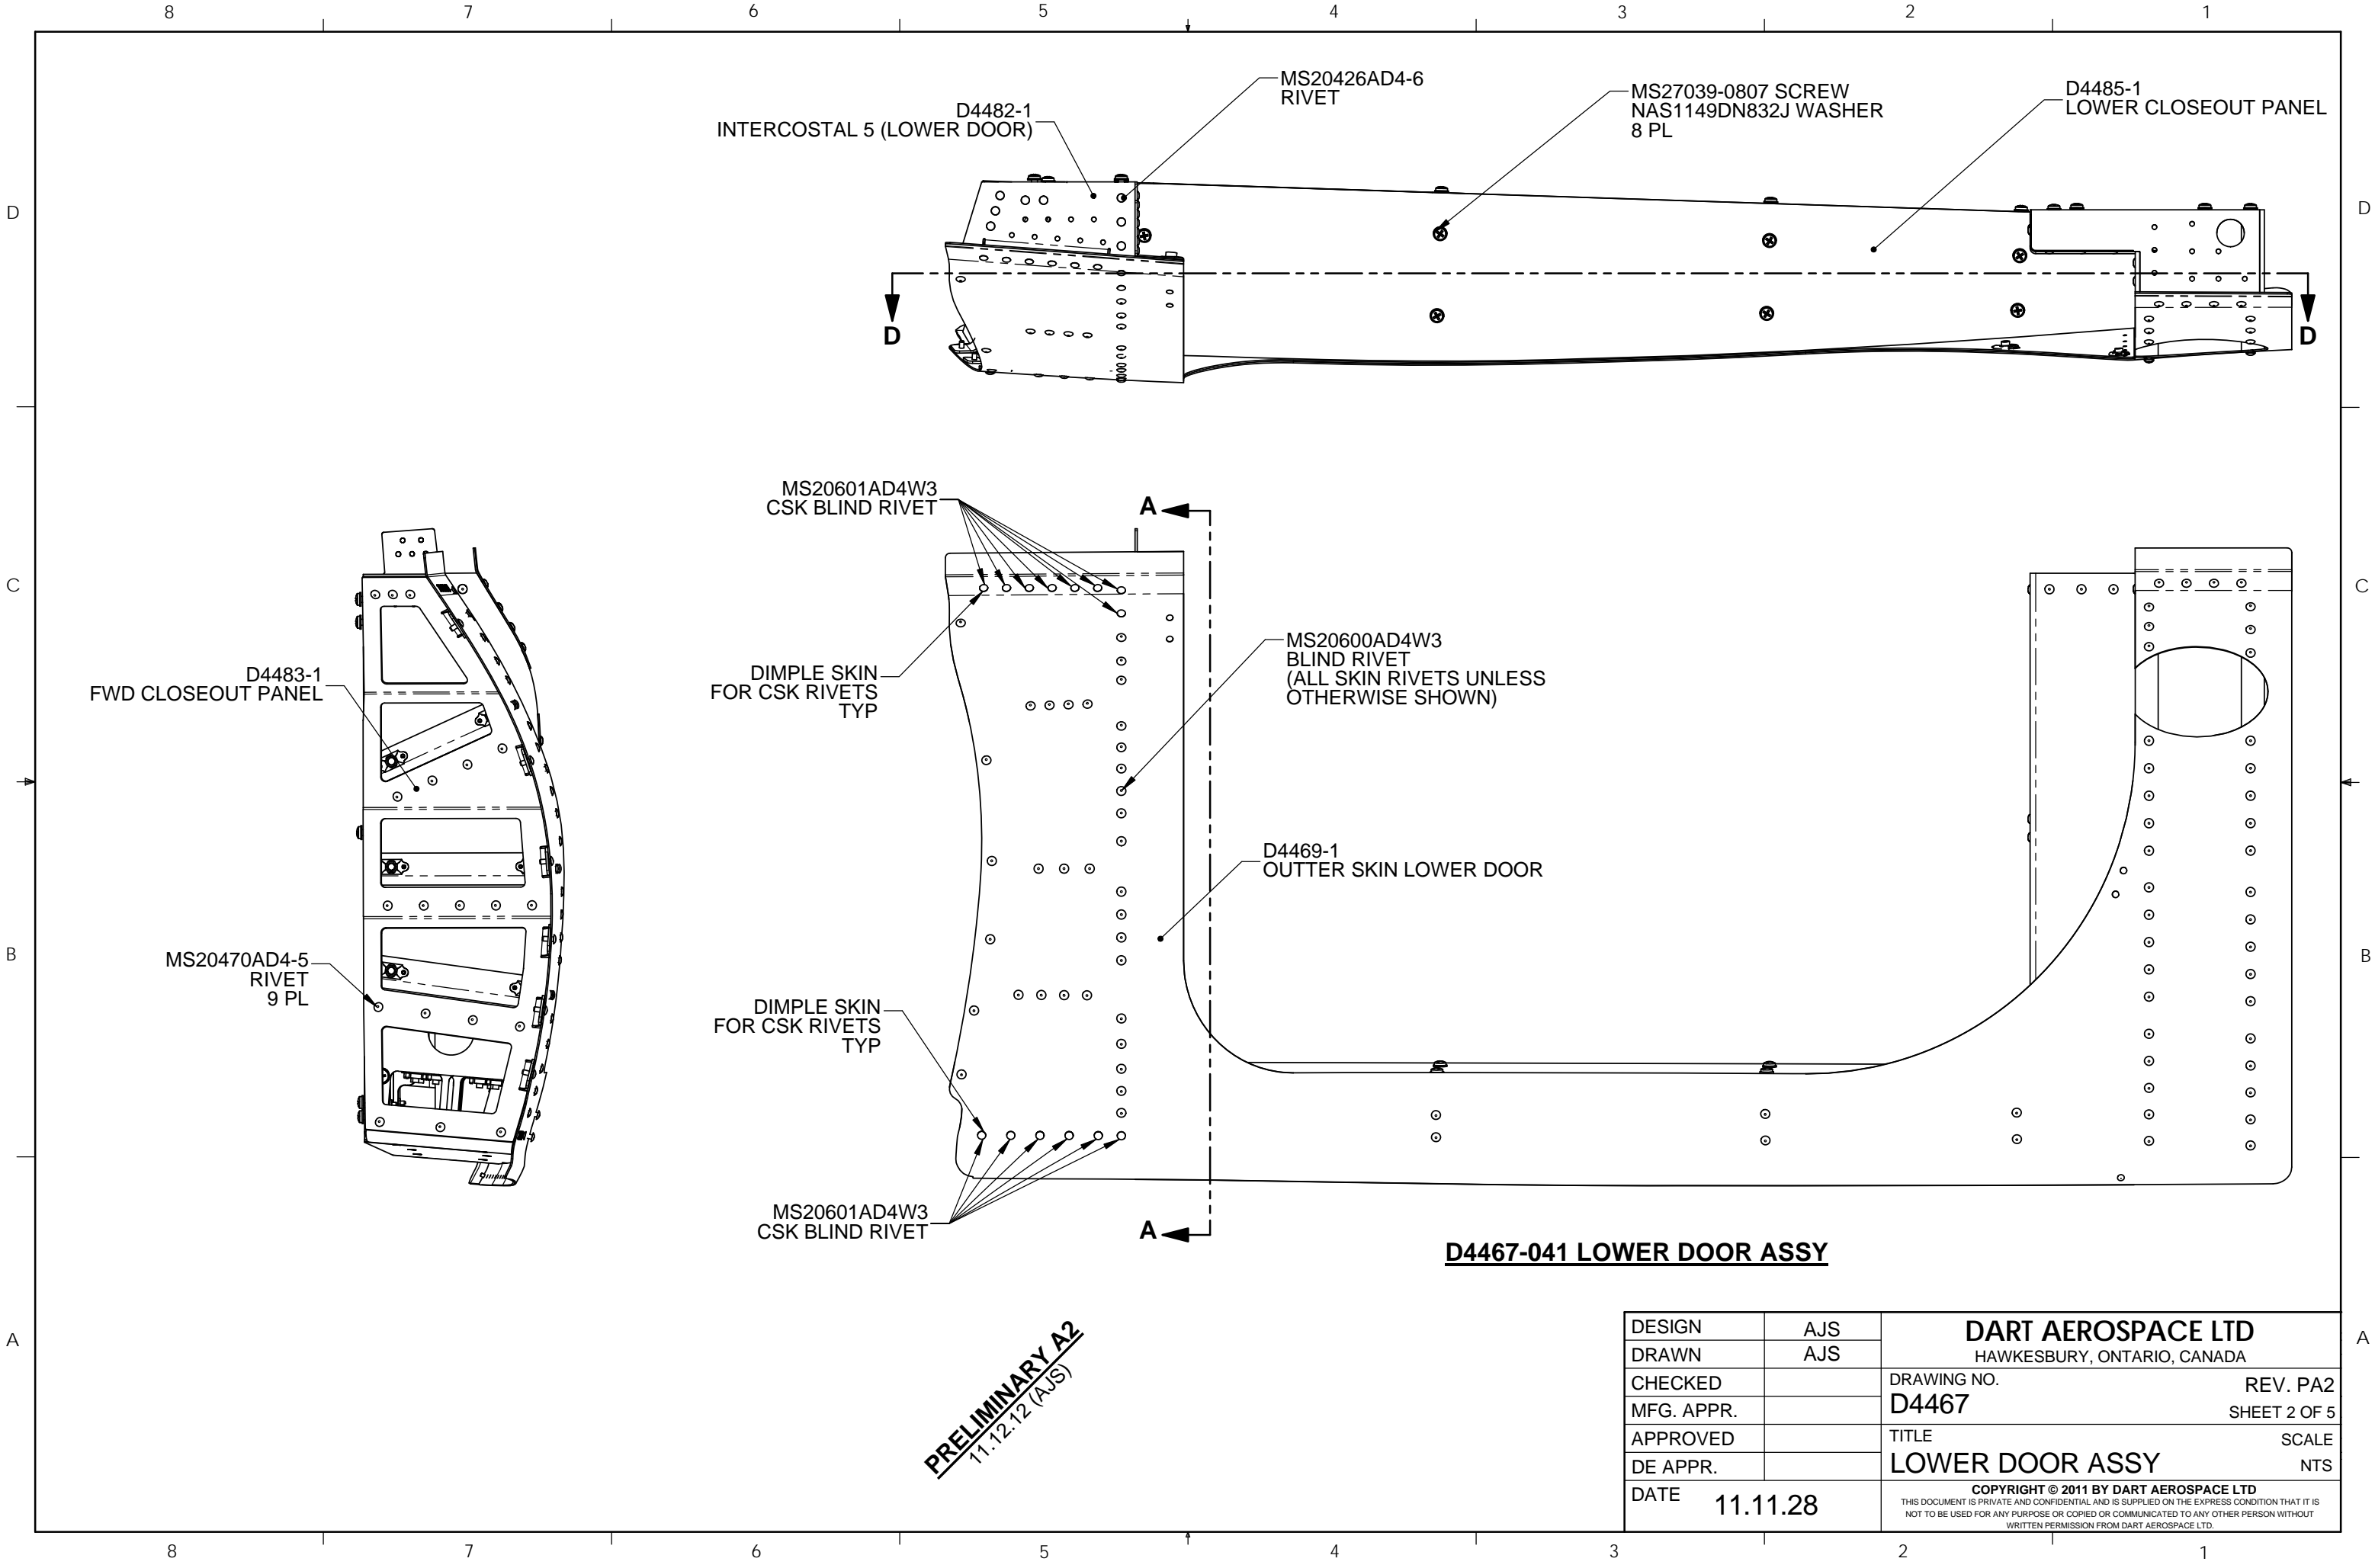 8 7 6 5 4 3 2 1
D4482-1
INTERCOSTAL 5 (LOWER DOOR)
MS20426AD4-6
RIVET
MS27039-0807 SCREW
NAS1149DN832J WASHER
8 PL
D4485-1
LOWER CLOSEOUT PANEL
D D
D D
MS20601AD4W3
CSK BLIND RIVET
A
C C
D4483-1
FWD CLOSEOUT PANEL
DIMPLE SKIN
FOR CSK RIVETS
TYP
MS20600AD4W3
BLIND RIVET
(ALL SKIN RIVETS UNLESS
OTHERWISE SHOWN)
D4469-1
OUTTER SKIN LOWER DOOR
B B
MS20470AD4-5
RIVET
9 PL
DIMPLE SKIN
FOR CSK RIVETS
TYP
MS20601AD4W3
CSK BLIND RIVET
A
D4467-041 LOWER DOOR ASSY
A A
PRELIMINARY A2
11.12.12 (AJS)
DESIGN AJS
DRAWN AJS
CHECKED
MFG. APPR.
APPROVED
DE APPR.
DATE 11.11.28
DART AEROSPACE LTD
HAWKESBURY, ONTARIO, CANADA
DRAWING NO. REV. PA2
D4467 SHEET 2 OF 5
TITLE SCALE
LOWER DOOR ASSY NTS
COPYRIGHT © 2011 BY DART AEROSPACE LTD
THIS DOCUMENT IS PRIVATE AND CONFIDENTIAL AND IS SUPPLIED ON THE EXPRESS CONDITION THAT IT IS
NOT TO BE USED FOR ANY PURPOSE OR COPIED OR COMMUNICATED TO ANY OTHER PERSON WITHOUT
WRITTEN PERMISSION FROM DART AEROSPACE LTD.
8 7 6 5 4 3 2 1